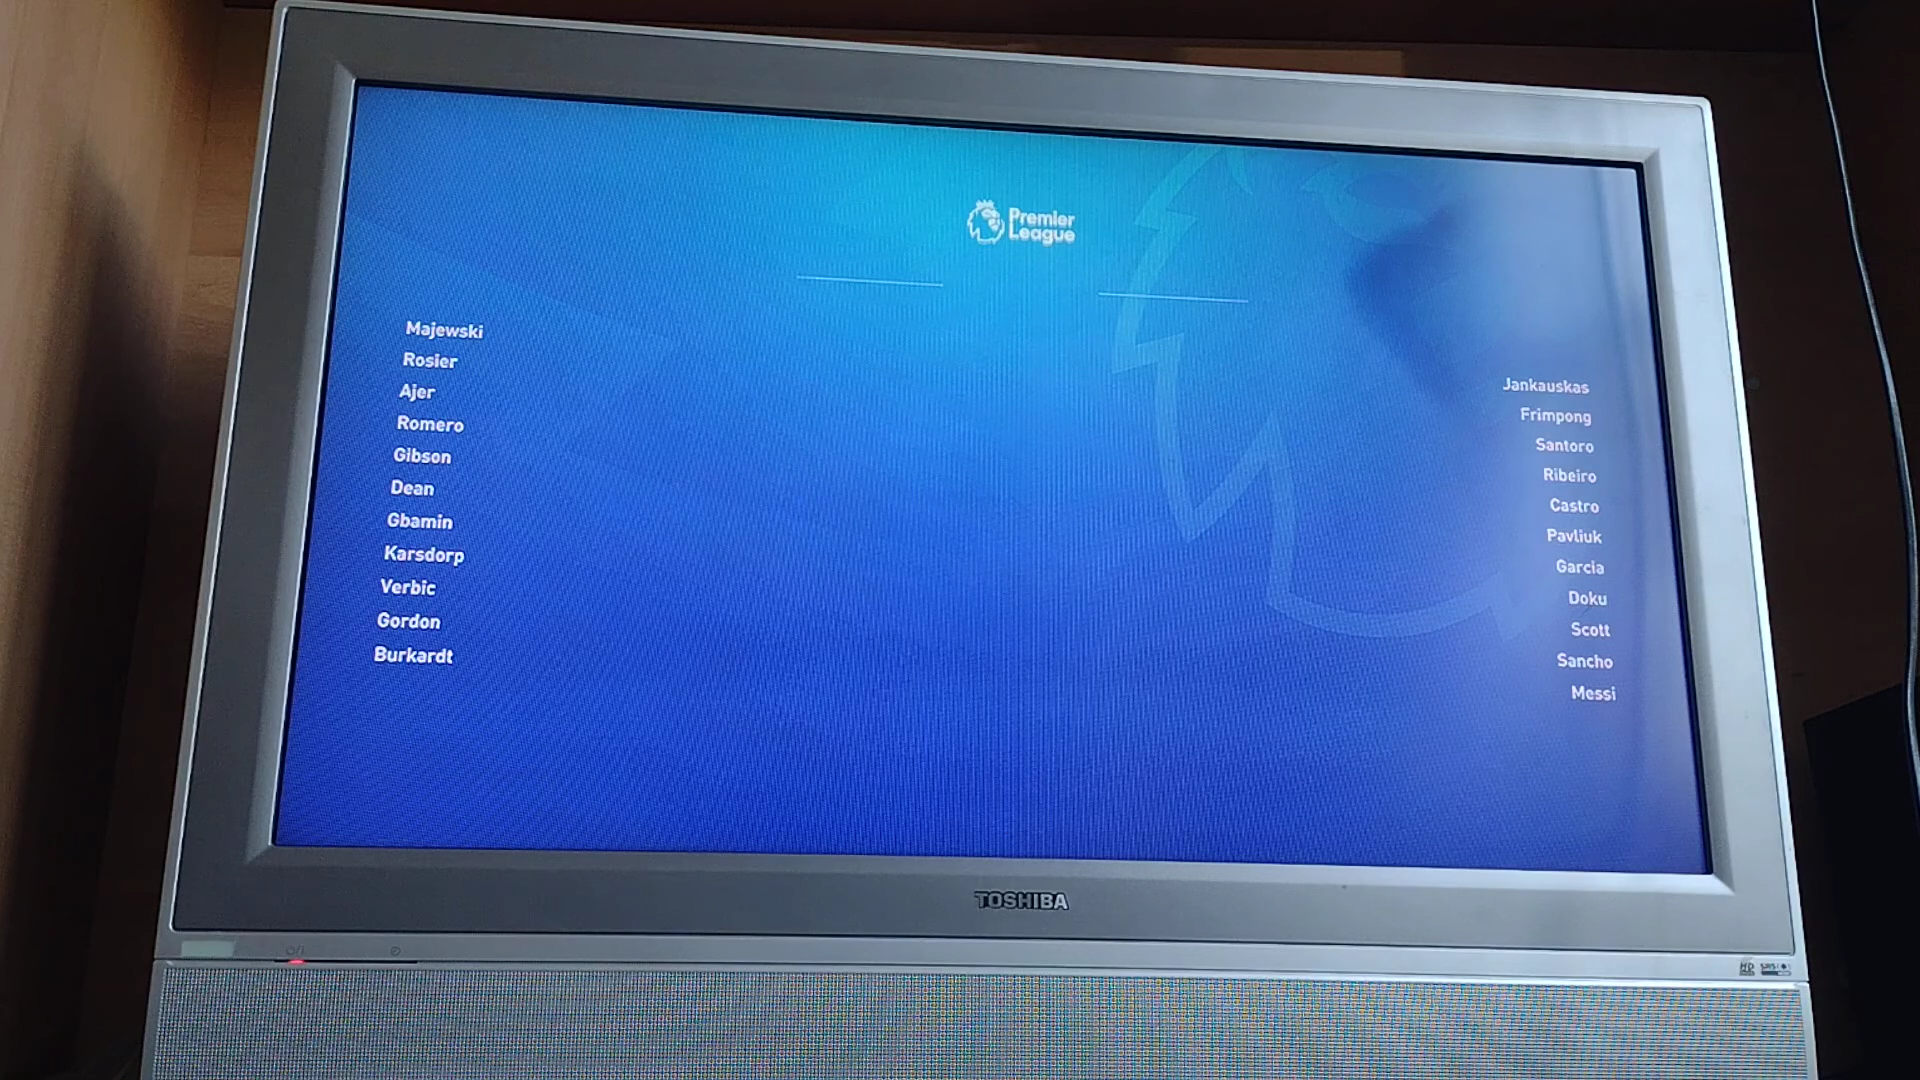 Premier
League
Majewski
Rosier
Ajer
Romero
Gibson
Dean
Gbamin
Karsdorp
Verbic
Gordon
Burkardt
Jankauskas
Frimpong
Santoro
Ribeiro
Castro
Pavliuk
Garcia
Doku
Scott
Sancho
Messi
TOSHIBA
HD